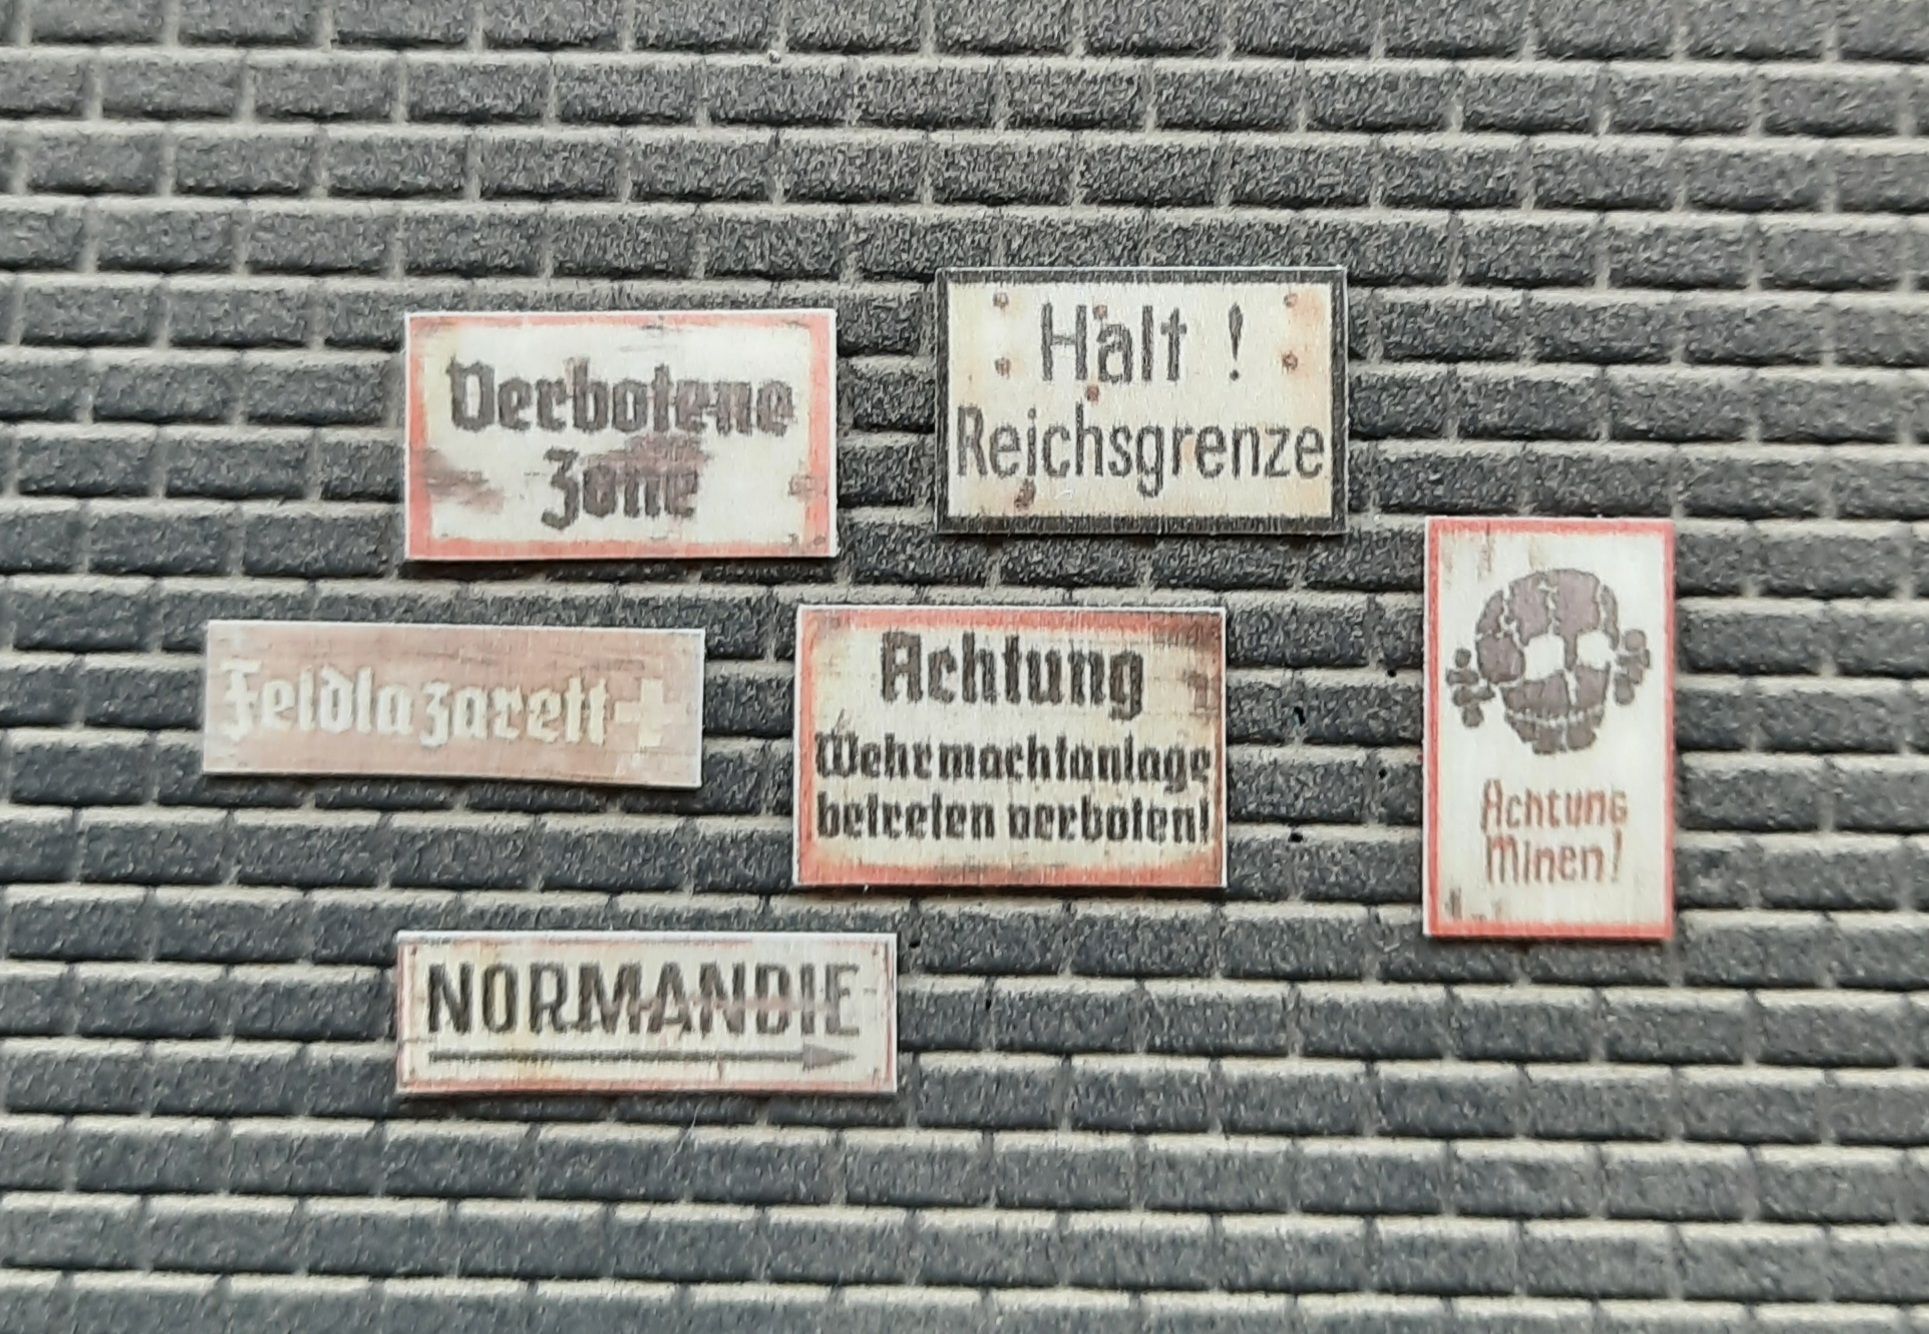 Verbotene
Zone
Halt !
Reichsgrenze
Feldlazarett
Achtung
Wehrmachtanlage
betreten verboten!
Achtung
Minen!
NORMANDIE